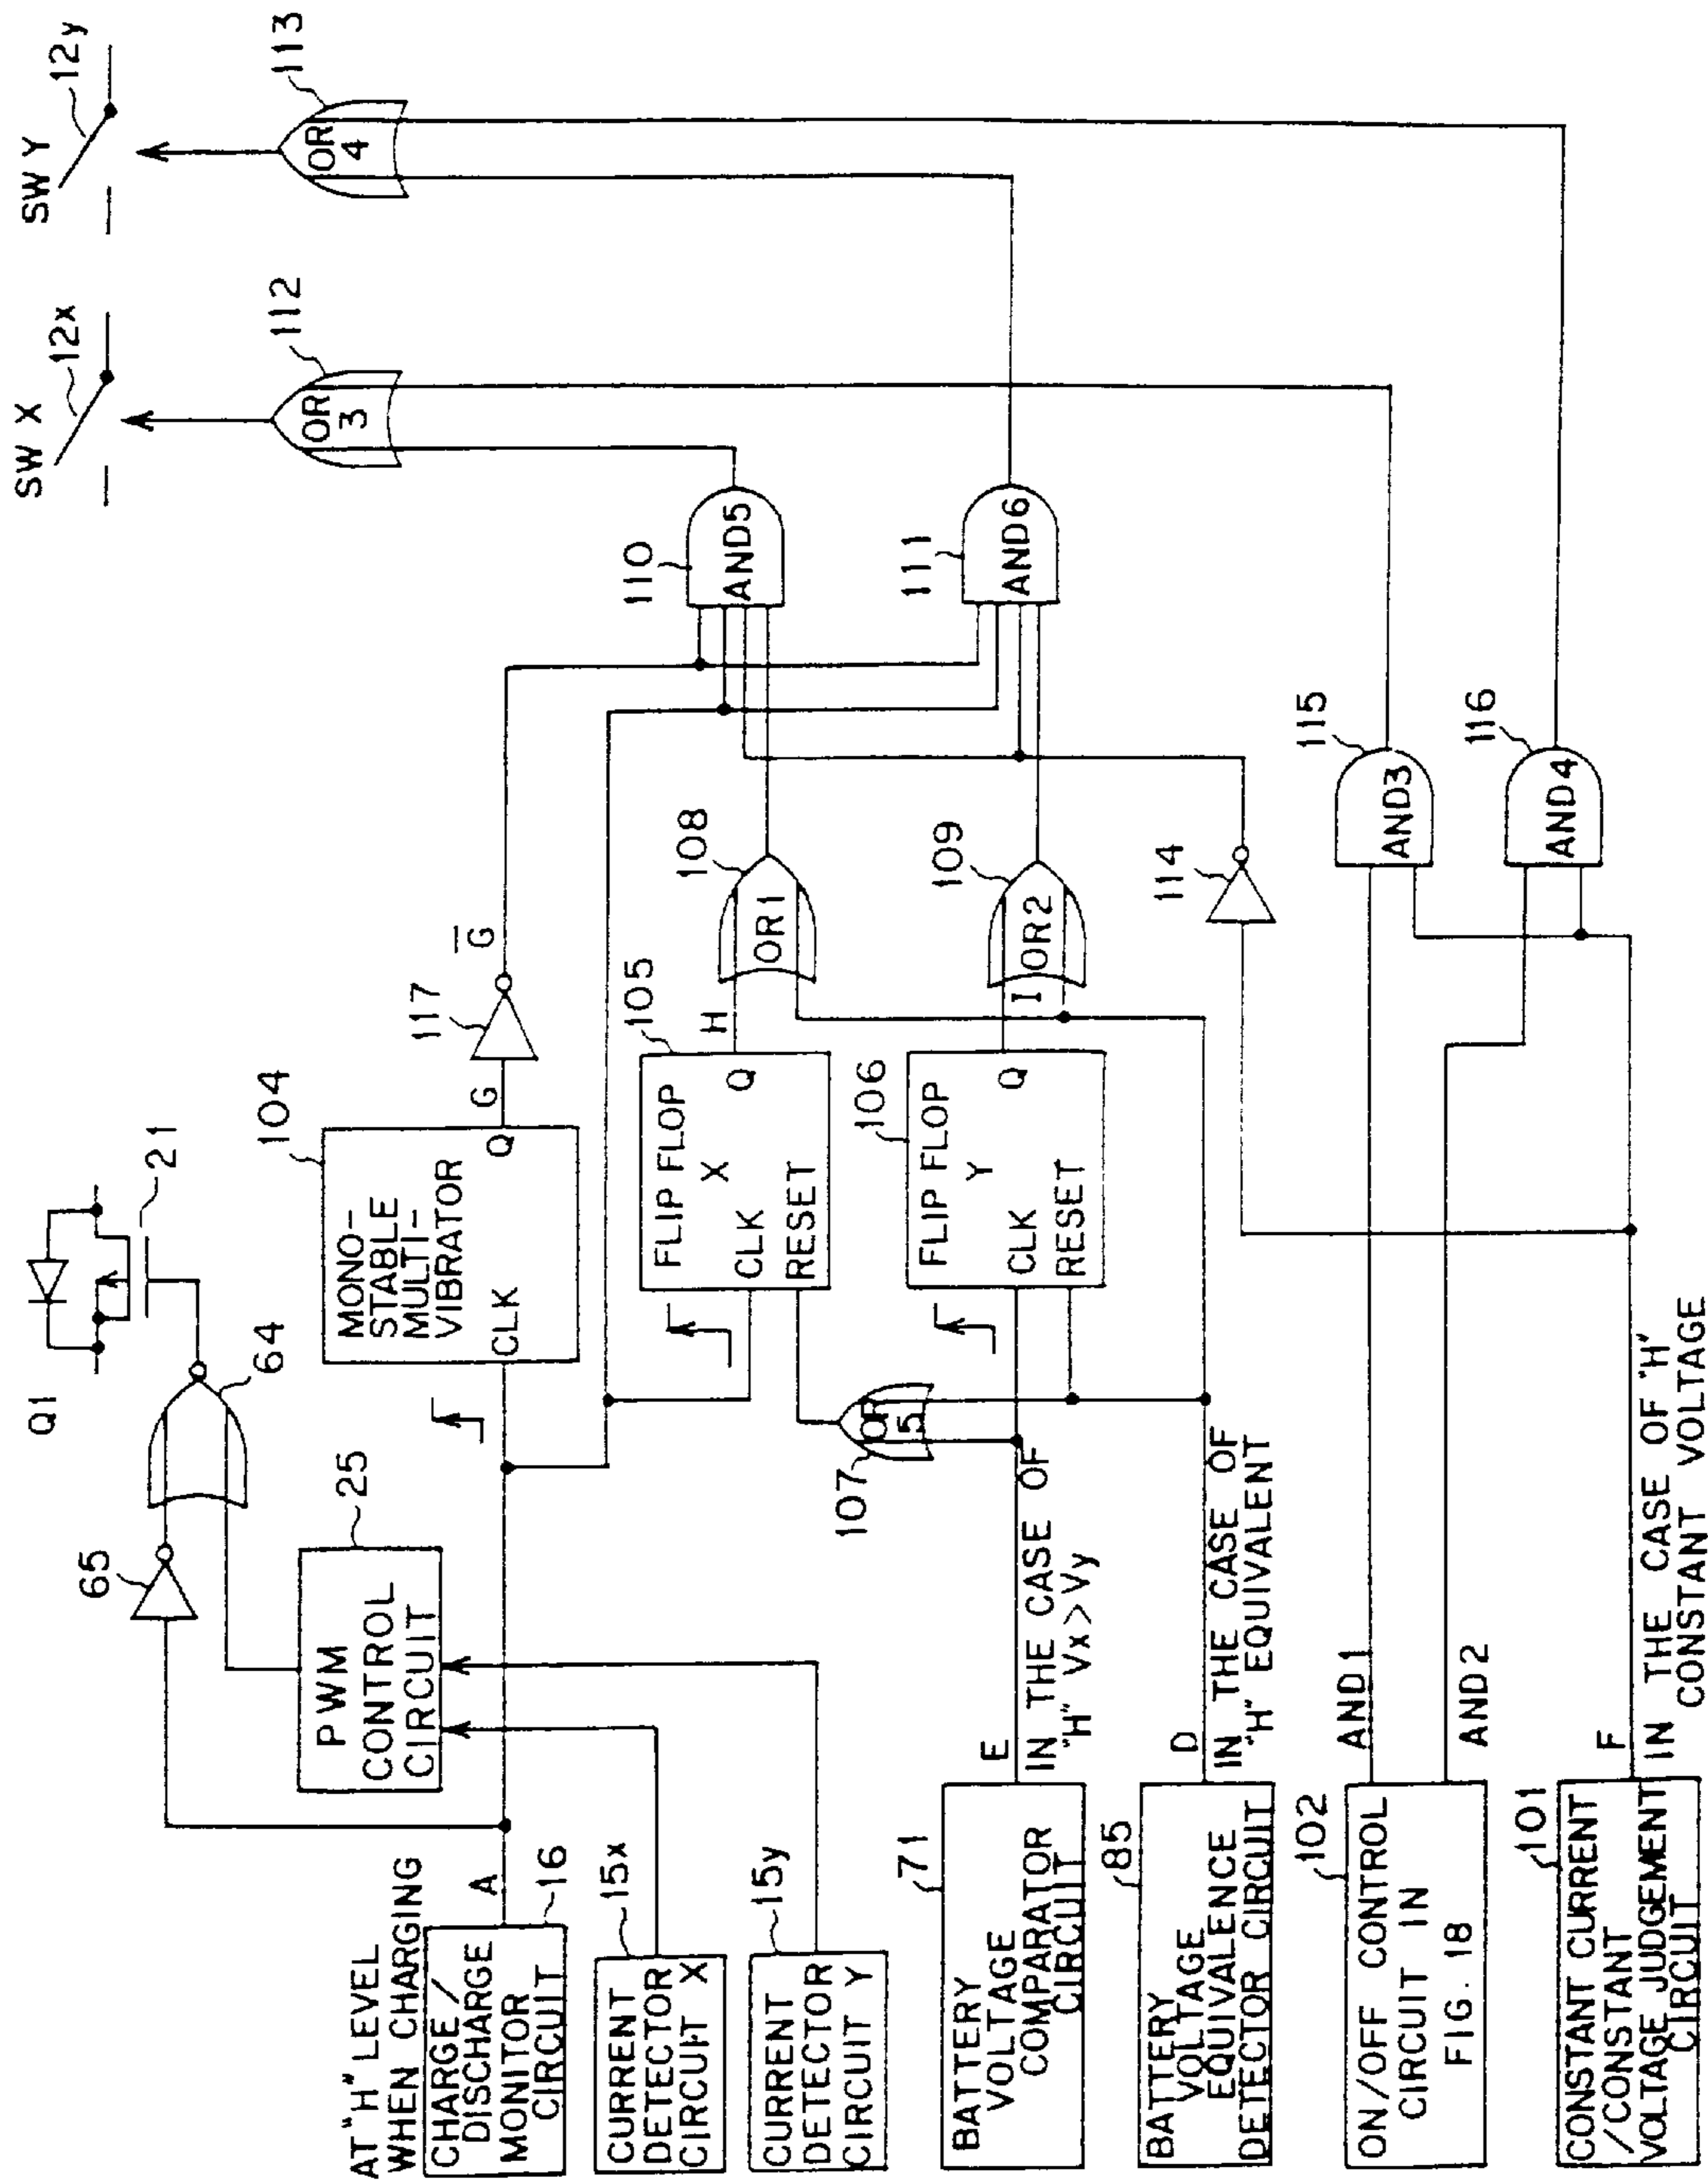 AT "H" LEVEL
WHEN CHARGING
CHARGE/
DISCHARGE
MONITOR
CIRCUIT
16
A
CURRENT
DETECTOR
CIRCUIT X
15x
CURRENT
DETECTOR
CIRCUIT Y
15y
BATTERY
VOLTAGE
COMPARATOR
CIRCUIT
71
E
IN THE CASE OF
"H" Vx>Vy
BATTERY
VOLTAGE
EQUIVALENCE
DETECTOR CIRCUIT
85
D
IN THE CASE OF
"H" EQUIVALENT
ON/OFF CONTROL
CIRCUIT IN
FIG. 18
102
AND1
AND2
CONSTANT CURRENT
/CONSTANT
VOLTAGE JUDGMENT
CIRCUIT
101
F
IN THE CASE OF "H"
CONSTANT VOLTAGE
65
PWM
CONTROL
CIRCUIT
25
64
Q1
21
MONO-
STABLE
MULTI-
VIBRATOR
CLK
Q
104
G
117
G̅
OR
5
107
FLIP FLOP
X
CLK
RESET
Q
105
H
FLIP FLOP
Y
CLK
RESET
Q
106
I
OR1
108
OR2
109
114
AND5
110
AND6
111
AND3
115
AND4
116
OR
3
112
OR
4
113
SW X
12x
SW Y
12y